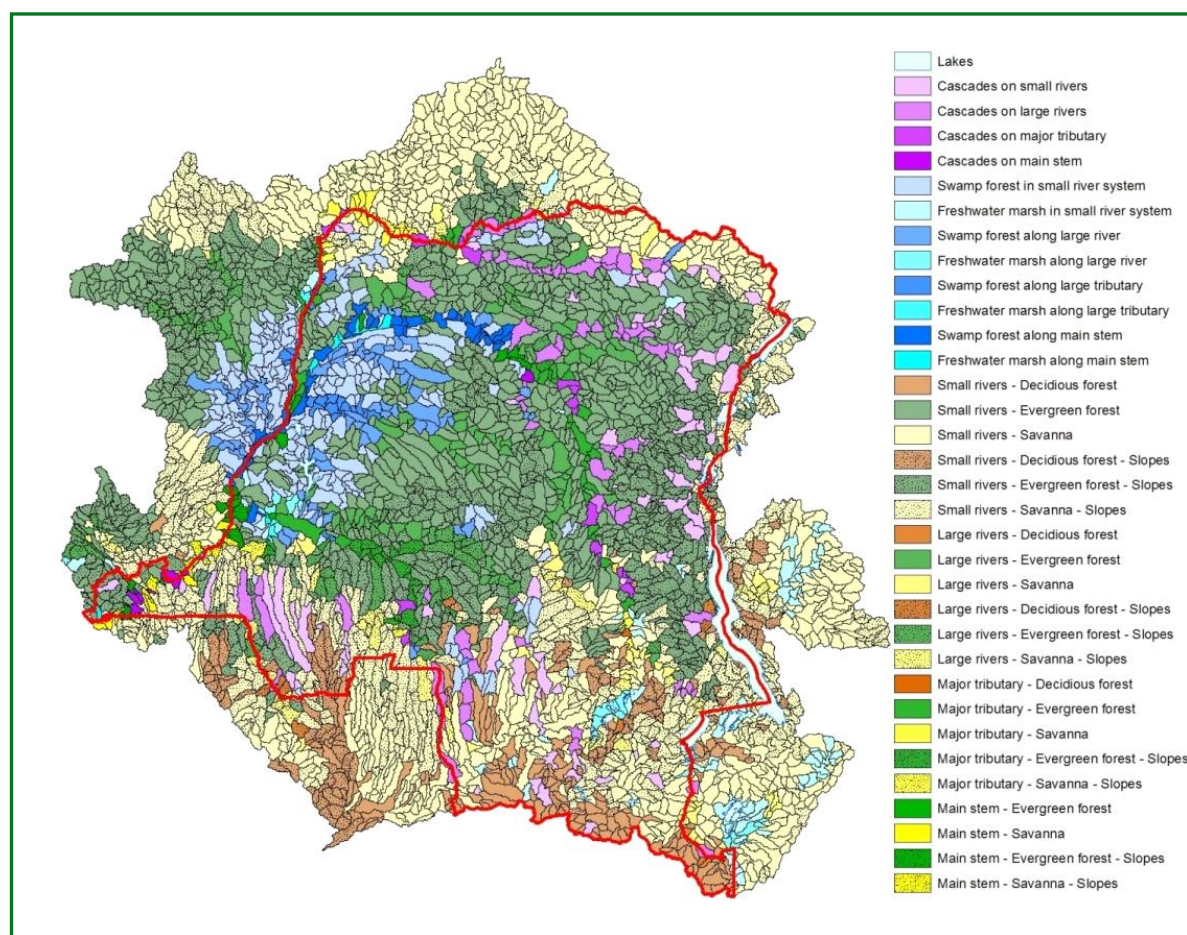 Lakes
Cascades on small rivers
Cascades on large rivers
Cascades on major tributary
Cascades on main stem
Swamp forest in small river system
Freshwater marsh in small river system
Swamp forest along large river
Freshwater marsh along large river
Swamp forest along large tributary
Freshwater marsh along large tributary
Swamp forest along main stem
Freshwater marsh along main stem
Small rivers - Decidious forest
Small rivers - Evergreen forest
Small rivers - Savanna
Small rivers - Decidious forest - Slopes
Small rivers - Evergreen forest - Slopes
Small rivers - Savanna - Slopes
Large rivers - Decidious forest
Large rivers - Evergreen forest
Large rivers - Savanna
Large rivers - Decidious forest - Slopes
Large rivers - Evergreen forest - Slopes
Large rivers - Savanna - Slopes
Major tributary - Decidious forest
Major tributary - Evergreen forest
Major tributary - Savanna
Major tributary - Evergreen forest - Slopes
Major tributary - Savanna - Slopes
Main stem - Evergreen forest
Main stem - Savanna
Main stem - Evergreen forest - Slopes
Main stem - Savanna - Slopes